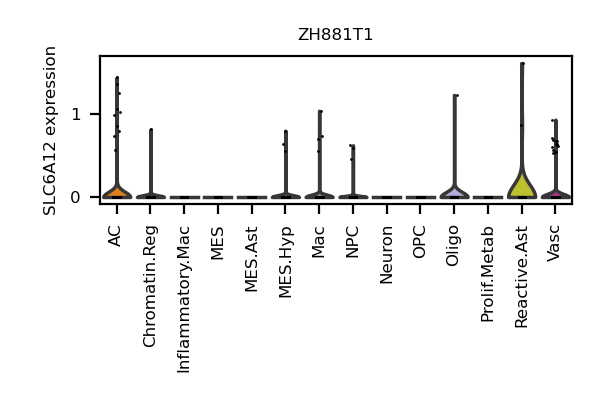 ZH881T1
SLC6A12 expression
1
0
AC
Chromatin.Reg
Inflammatory.Mac
MES
MES.Ast
MES.Hyp
Mac
NPC
Neuron
OPC
Oligo
Prolif.Metab
Reactive.Ast
Vasc